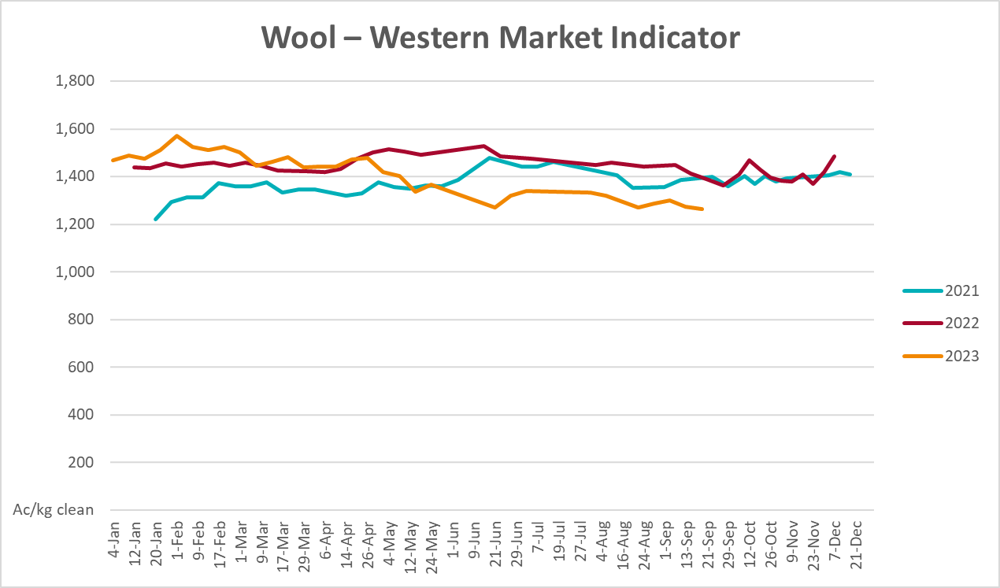 Wool – Western Market Indicator
1,800
1,600
1,400
1,200
1,000
800
600
400
200
Ac/kg clean
4-Jan
12-Jan
20-Jan
1-Feb
9-Feb
17-Feb
1-Mar
9-Mar
17-Mar
29-Mar
6-Apr
14-Apr
26-Apr
4-May
12-May
24-May
1-Jun
9-Jun
21-Jun
29-Jun
7-Jul
19-Jul
27-Jul
4-Aug
16-Aug
24-Aug
1-Sep
13-Sep
21-Sep
29-Sep
12-Oct
26-Oct
9-Nov
23-Nov
7-Dec
21-Dec
2021
2022
2023